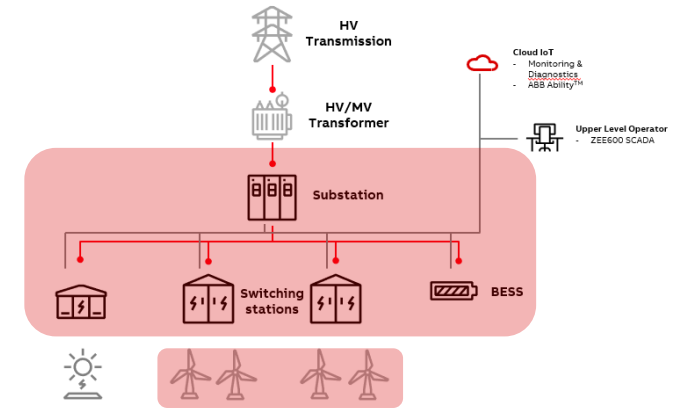 HV
Transmission
Cloud IoT
- Monitoring &
Diagnostics
- ABB Ability™
HV/MV
Transformer
Upper Level Operator
- ZEE600 SCADA
Substation
Switching
stations
BESS